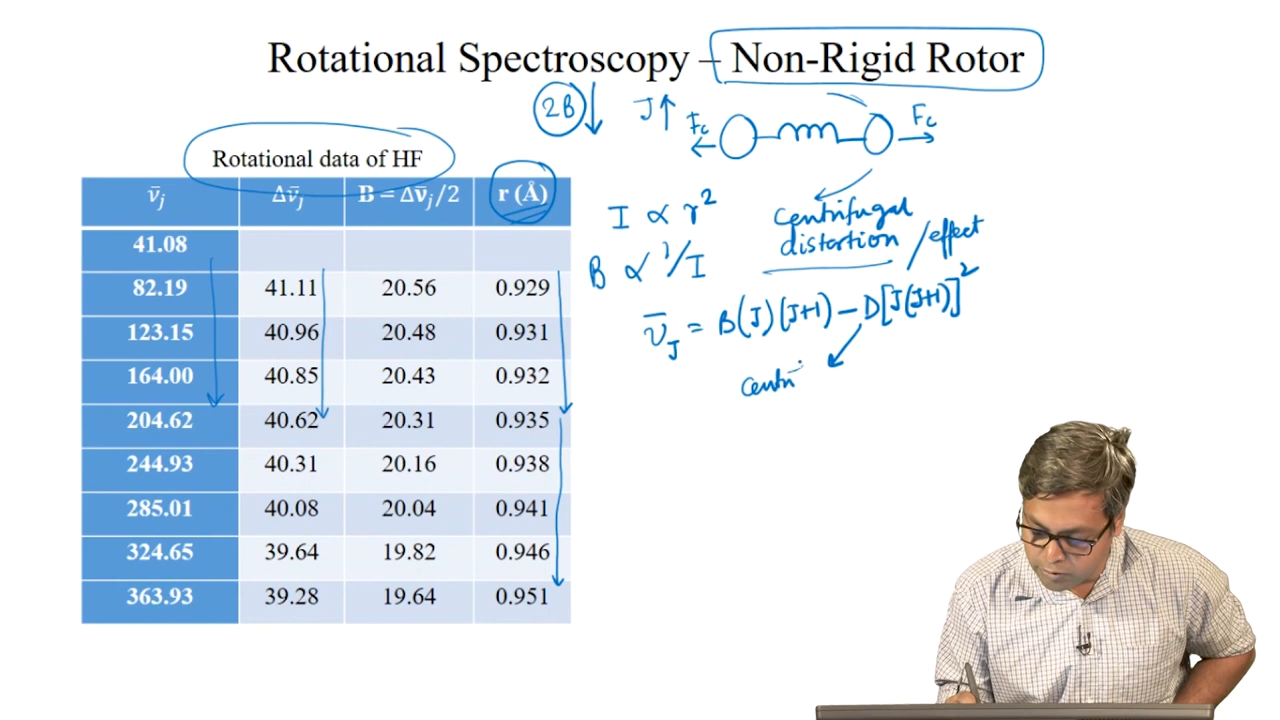 Rotational Spectroscopy – Non-Rigid Rotor
2B J↑ Fc Fc
Rotational data of HF
ν̄j Δν̄j B = Δν̄j/2 r (Å)
41.08
82.19 41.11 20.56 0.929
123.15 40.96 20.48 0.931
164.00 40.85 20.43 0.932
204.62 40.62 20.31 0.935
244.93 40.31 20.16 0.938
285.01 40.08 20.04 0.941
324.65 39.64 19.82 0.946
363.93 39.28 19.64 0.951
I ∝ r²
B ∝ 1/I
Centrifugal
distortion /effect
ν̄J = B(J)(J+1) – D[J(J+1)]²
Centri